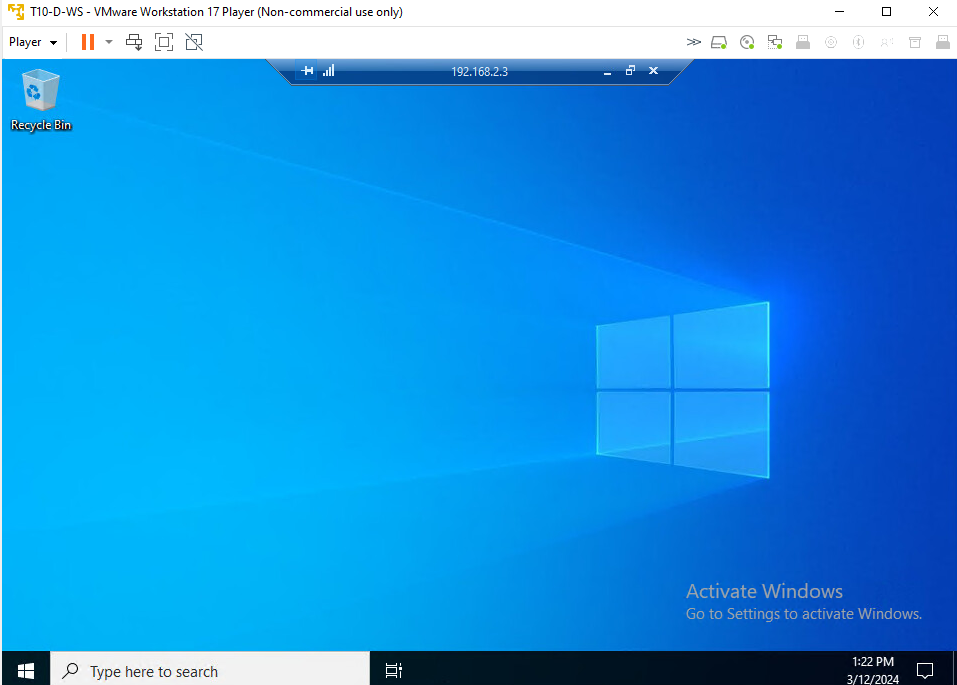 T10-D-WS - VMware Workstation 17 Player (Non-commercial use only)
Player
192.168.2.3
Recycle Bin
Activate Windows
Go to Settings to activate Windows.
Type here to search
1:22 PM
3/12/2024